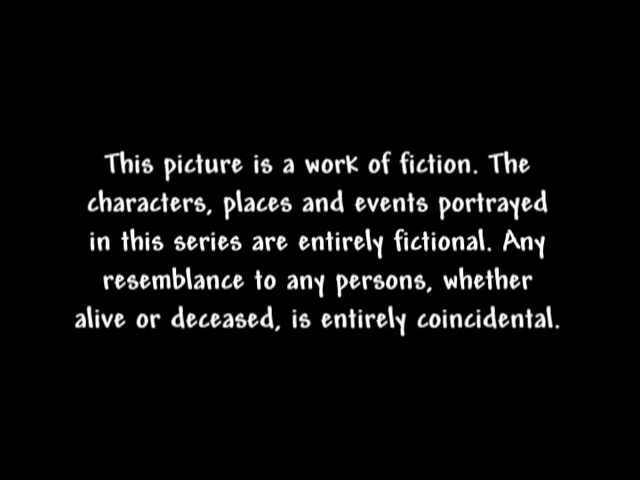 This picture is a work of fiction. The
characters, places and events portrayed
in this series are entirely fictional. Any
resemblance to any persons, whether
alive or deceased, is entirely coincidental.